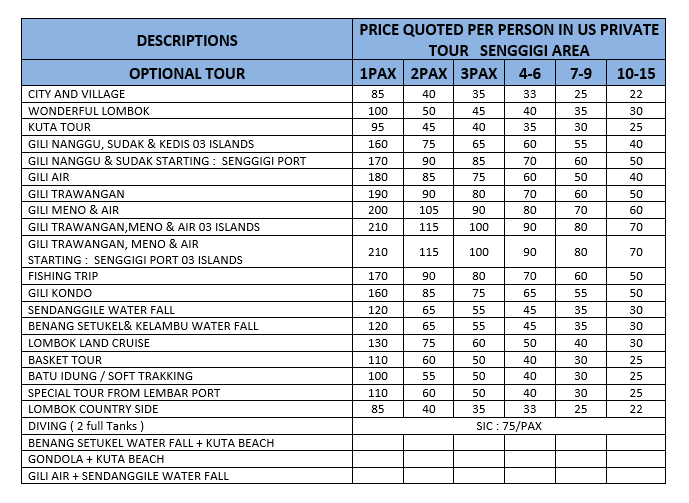 DESCRIPTIONS PRICE QUOTED PER PERSON IN US PRIVATE
TOUR SENGGIGI AREA
OPTIONAL TOUR 1PAX 2PAX 3PAX 4-6 7-9 10-15
CITY AND VILLAGE 85 40 35 33 25 22
WONDERFUL LOMBOK 100 50 45 40 35 30
KUTA TOUR 95 45 40 35 30 25
GILI NANGGU, SUDAK & KEDIS 03 ISLANDS 160 75 65 60 55 40
GILI NANGGU & SUDAK STARTING : SENGGIGI PORT 170 90 85 70 60 50
GILI AIR 180 85 75 60 50 40
GILI TRAWANGAN 190 90 80 70 60 50
GILI MENO & AIR 200 105 90 80 70 60
GILI TRAWANGAN,MENO & AIR 03 ISLANDS 210 115 100 90 80 70
GILI TRAWANGAN, MENO & AIR
STARTING : SENGGIGI PORT 03 ISLANDS 210 115 100 90 80 70
FISHING TRIP 170 90 80 70 60 50
GILI KONDO 160 85 75 65 55 50
SENDANGGILE WATER FALL 120 65 55 45 35 30
BENANG SETUKEL& KELAMBU WATER FALL 120 65 55 45 35 30
LOMBOK LAND CRUISE 130 75 60 50 40 30
BASKET TOUR 110 60 50 40 30 25
BATU IDUNG / SOFT TRAKKING 100 55 50 40 30 25
SPECIAL TOUR FROM LEMBAR PORT 110 60 50 40 30 25
LOMBOK COUNTRY SIDE 85 40 35 33 25 22
DIVING ( 2 full Tanks ) SIC : 75/PAX
BENANG SETUKEL WATER FALL + KUTA BEACH
GONDOLA + KUTA BEACH
GILI AIR + SENDANGGILE WATER FALL